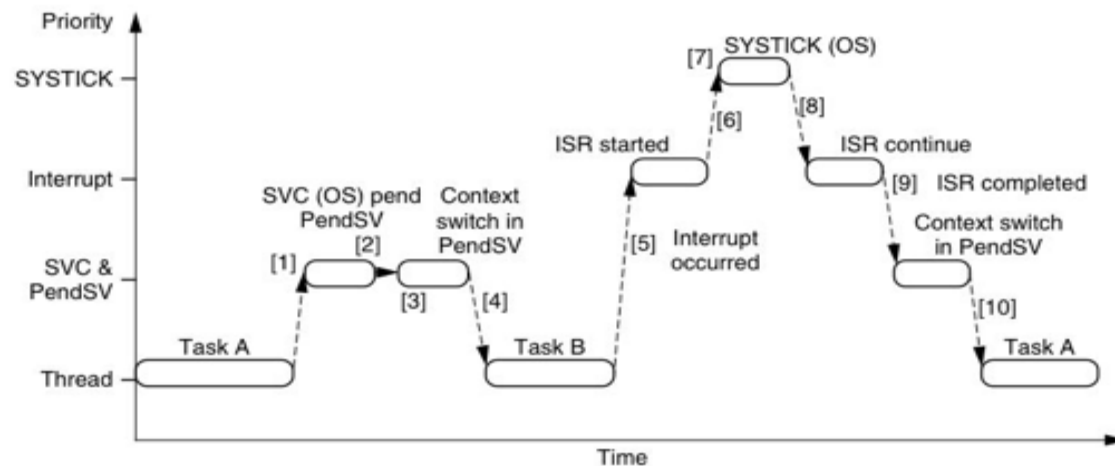 Priority
SYSTICK (OS)
[7]
SYSTICK
[8]
[6]
ISR started
ISR continue
Interrupt
[9] ISR completed
SVC (OS) pend
PendSV
Context
switch in
PendSV
Context switch
in PendSV
[2]
[5]
Interrupt
occurred
[1]
SVC &
PendSV
[3]
[4]
[10]
Task A
Task B
Task A
Thread
Time